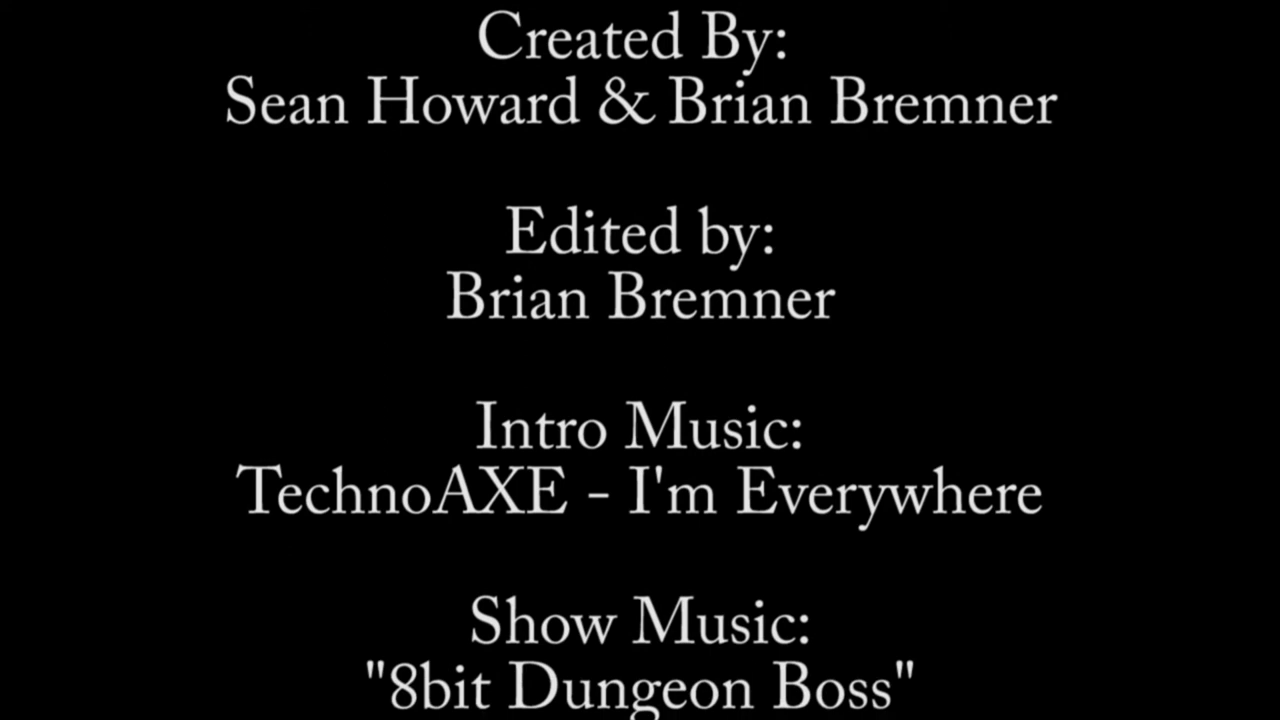 Created By:
Sean Howard & Brian Bremner
Edited by:
Brian Bremner
Intro Music:
TechnoAXE - I'm Everywhere
Show Music:
"8bit Dungeon Boss"